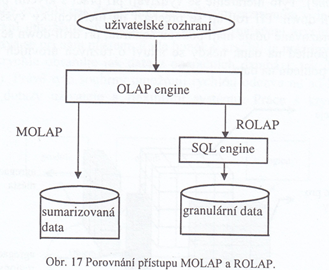 uživatelské rozhraní
OLAP engine
MOLAP
ROLAP
SQL engine
sumarizovaná
data
granulární data
Obr. 17 Porovnání přístupu MOLAP a ROLAP.